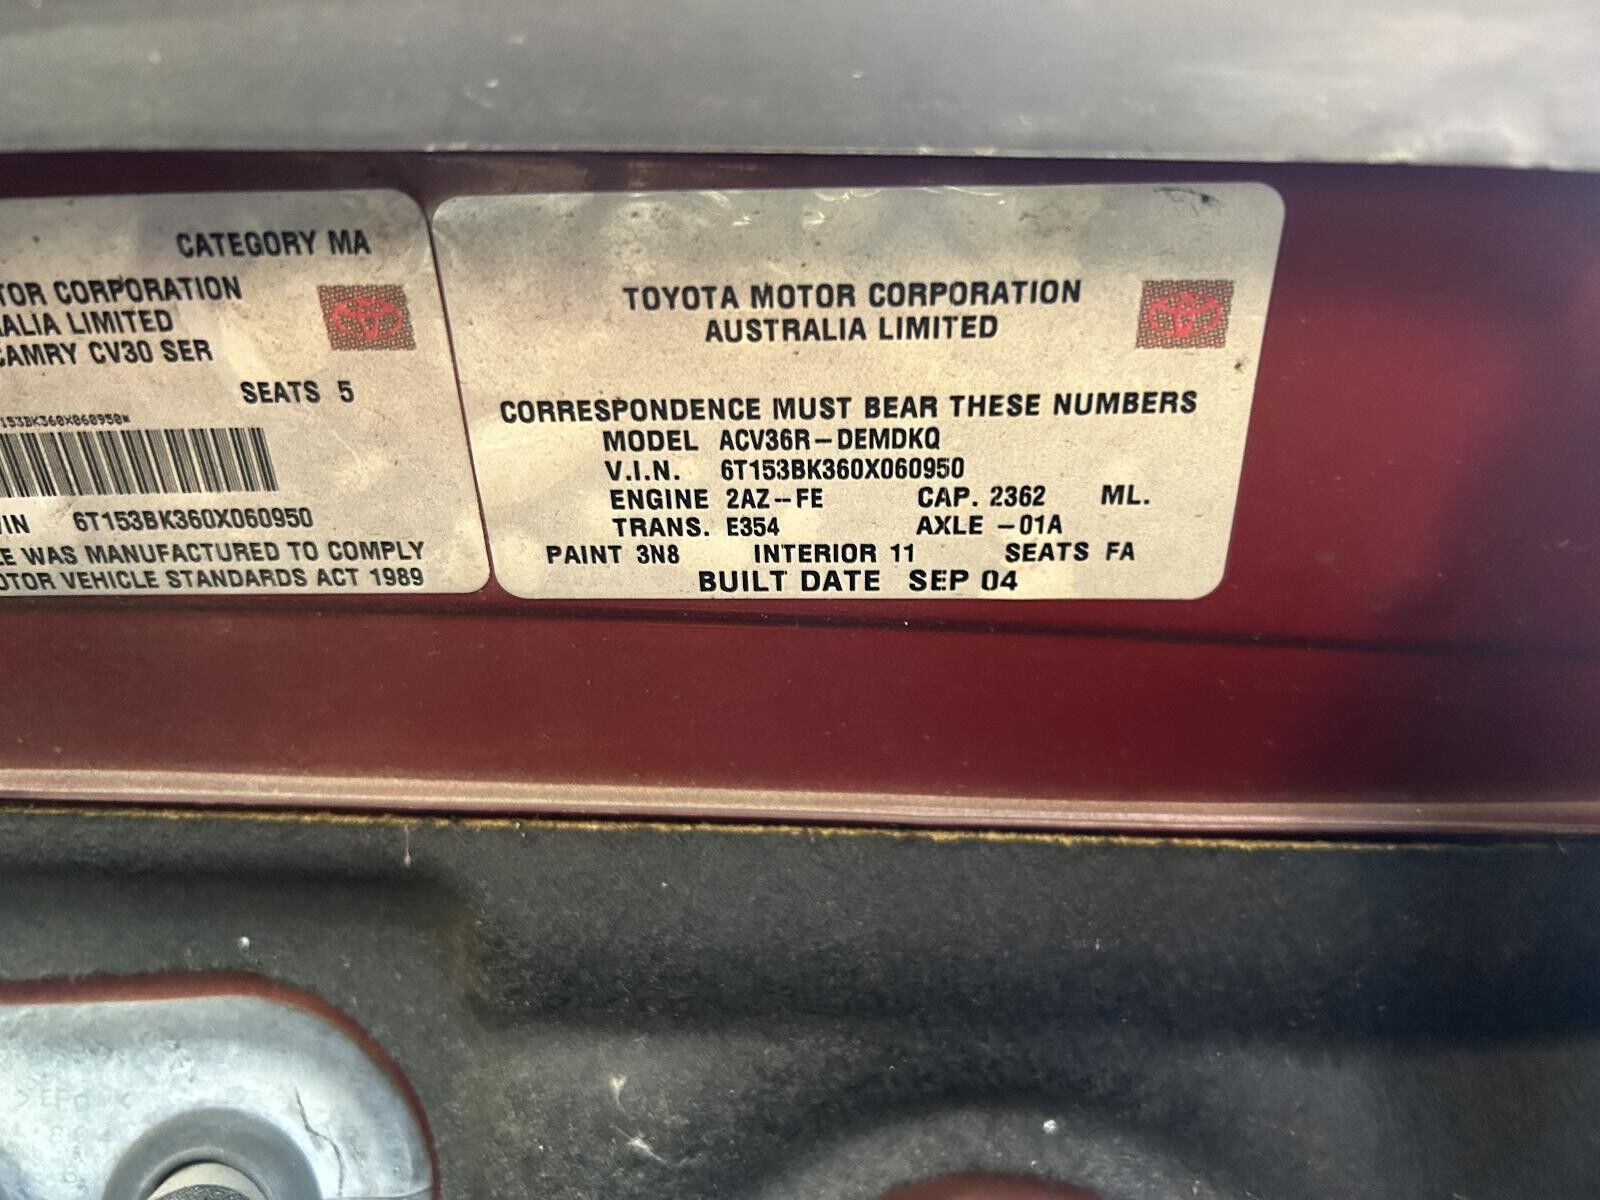 CATEGORY MA
TOR CORPORATION
ALIA LIMITED
CAMRY CV30 SER
SEATS 5
153BK360X060950
VIN 6T153BK360X060950
E WAS MANUFACTURED TO COMPLY
OTOR VEHICLE STANDARDS ACT 1989
TOYOTA MOTOR CORPORATION
AUSTRALIA LIMITED
CORRESPONDENCE MUST BEAR THESE NUMBERS
MODEL ACV36R-DEMDKQ
V.I.N. 6T153BK360X060950
ENGINE 2AZ-FE CAP. 2362 ML.
TRANS. E354 AXLE -01A
PAINT 3N8 INTERIOR 11 SEATS FA
BUILT DATE SEP 04